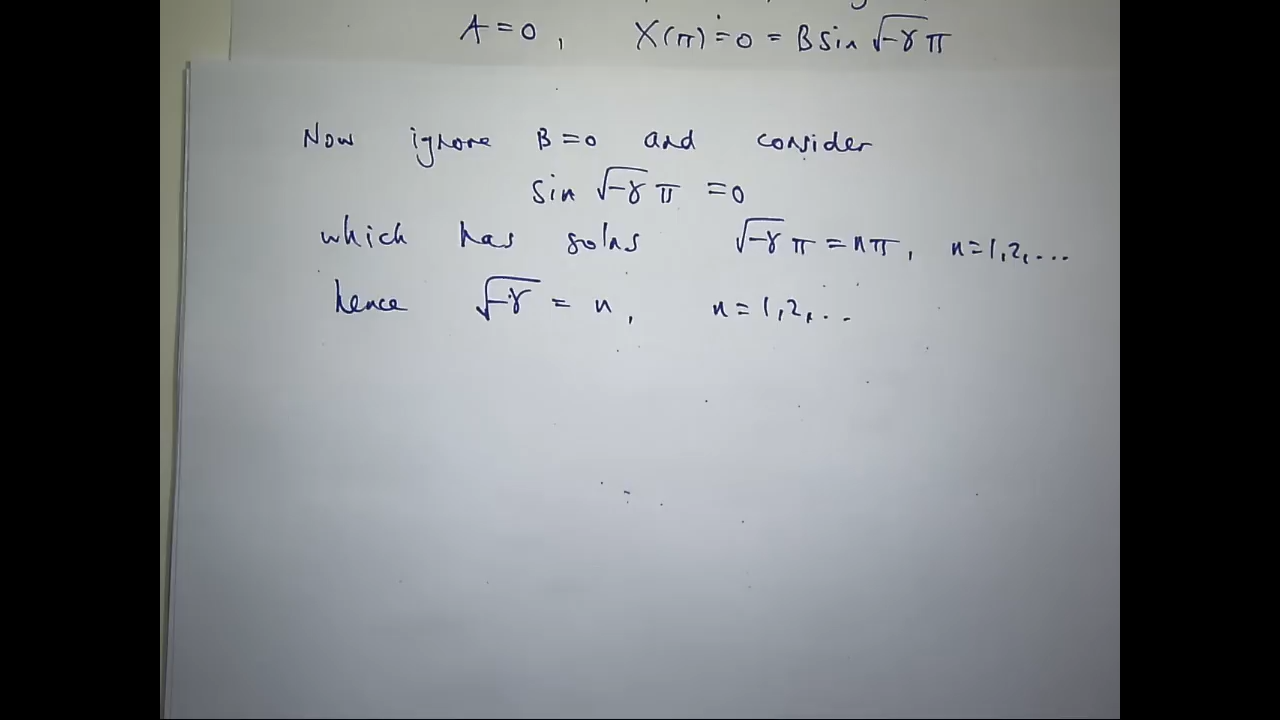 A = 0, X(π) = 0 = B sin √-γ π
Now ignore B = 0 and consider
sin √-γ π = 0
which has solns √-γ π = nπ, n = 1, 2, ...
hence √-γ = n, n = 1, 2, ...